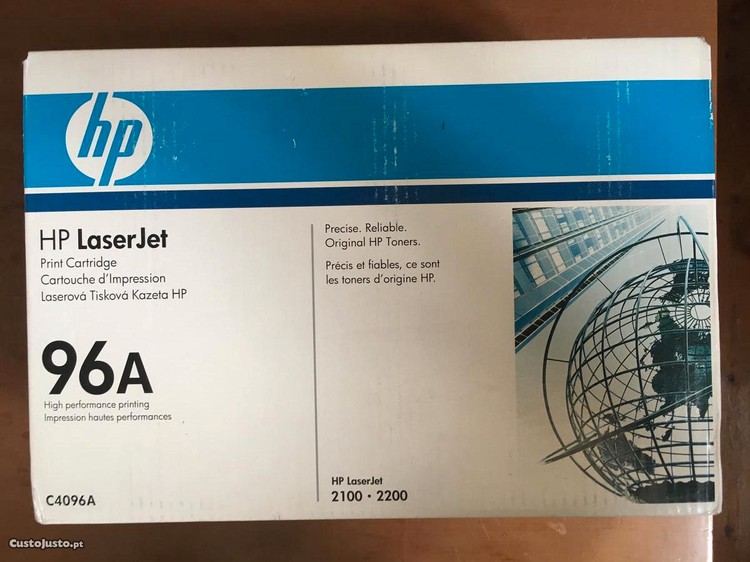 hp
HP LaserJet
Print Cartridge
Cartouche d'Impression
Laserová Tisková Kazeta HP
96A
High performance printing
Impression hautes performances
C4096A
Precise. Reliable.
Original HP Toners.
Précis et fiables, ce sont
les toners d'origine HP.
HP LaserJet
2100 • 2200
CustoJusto.pt